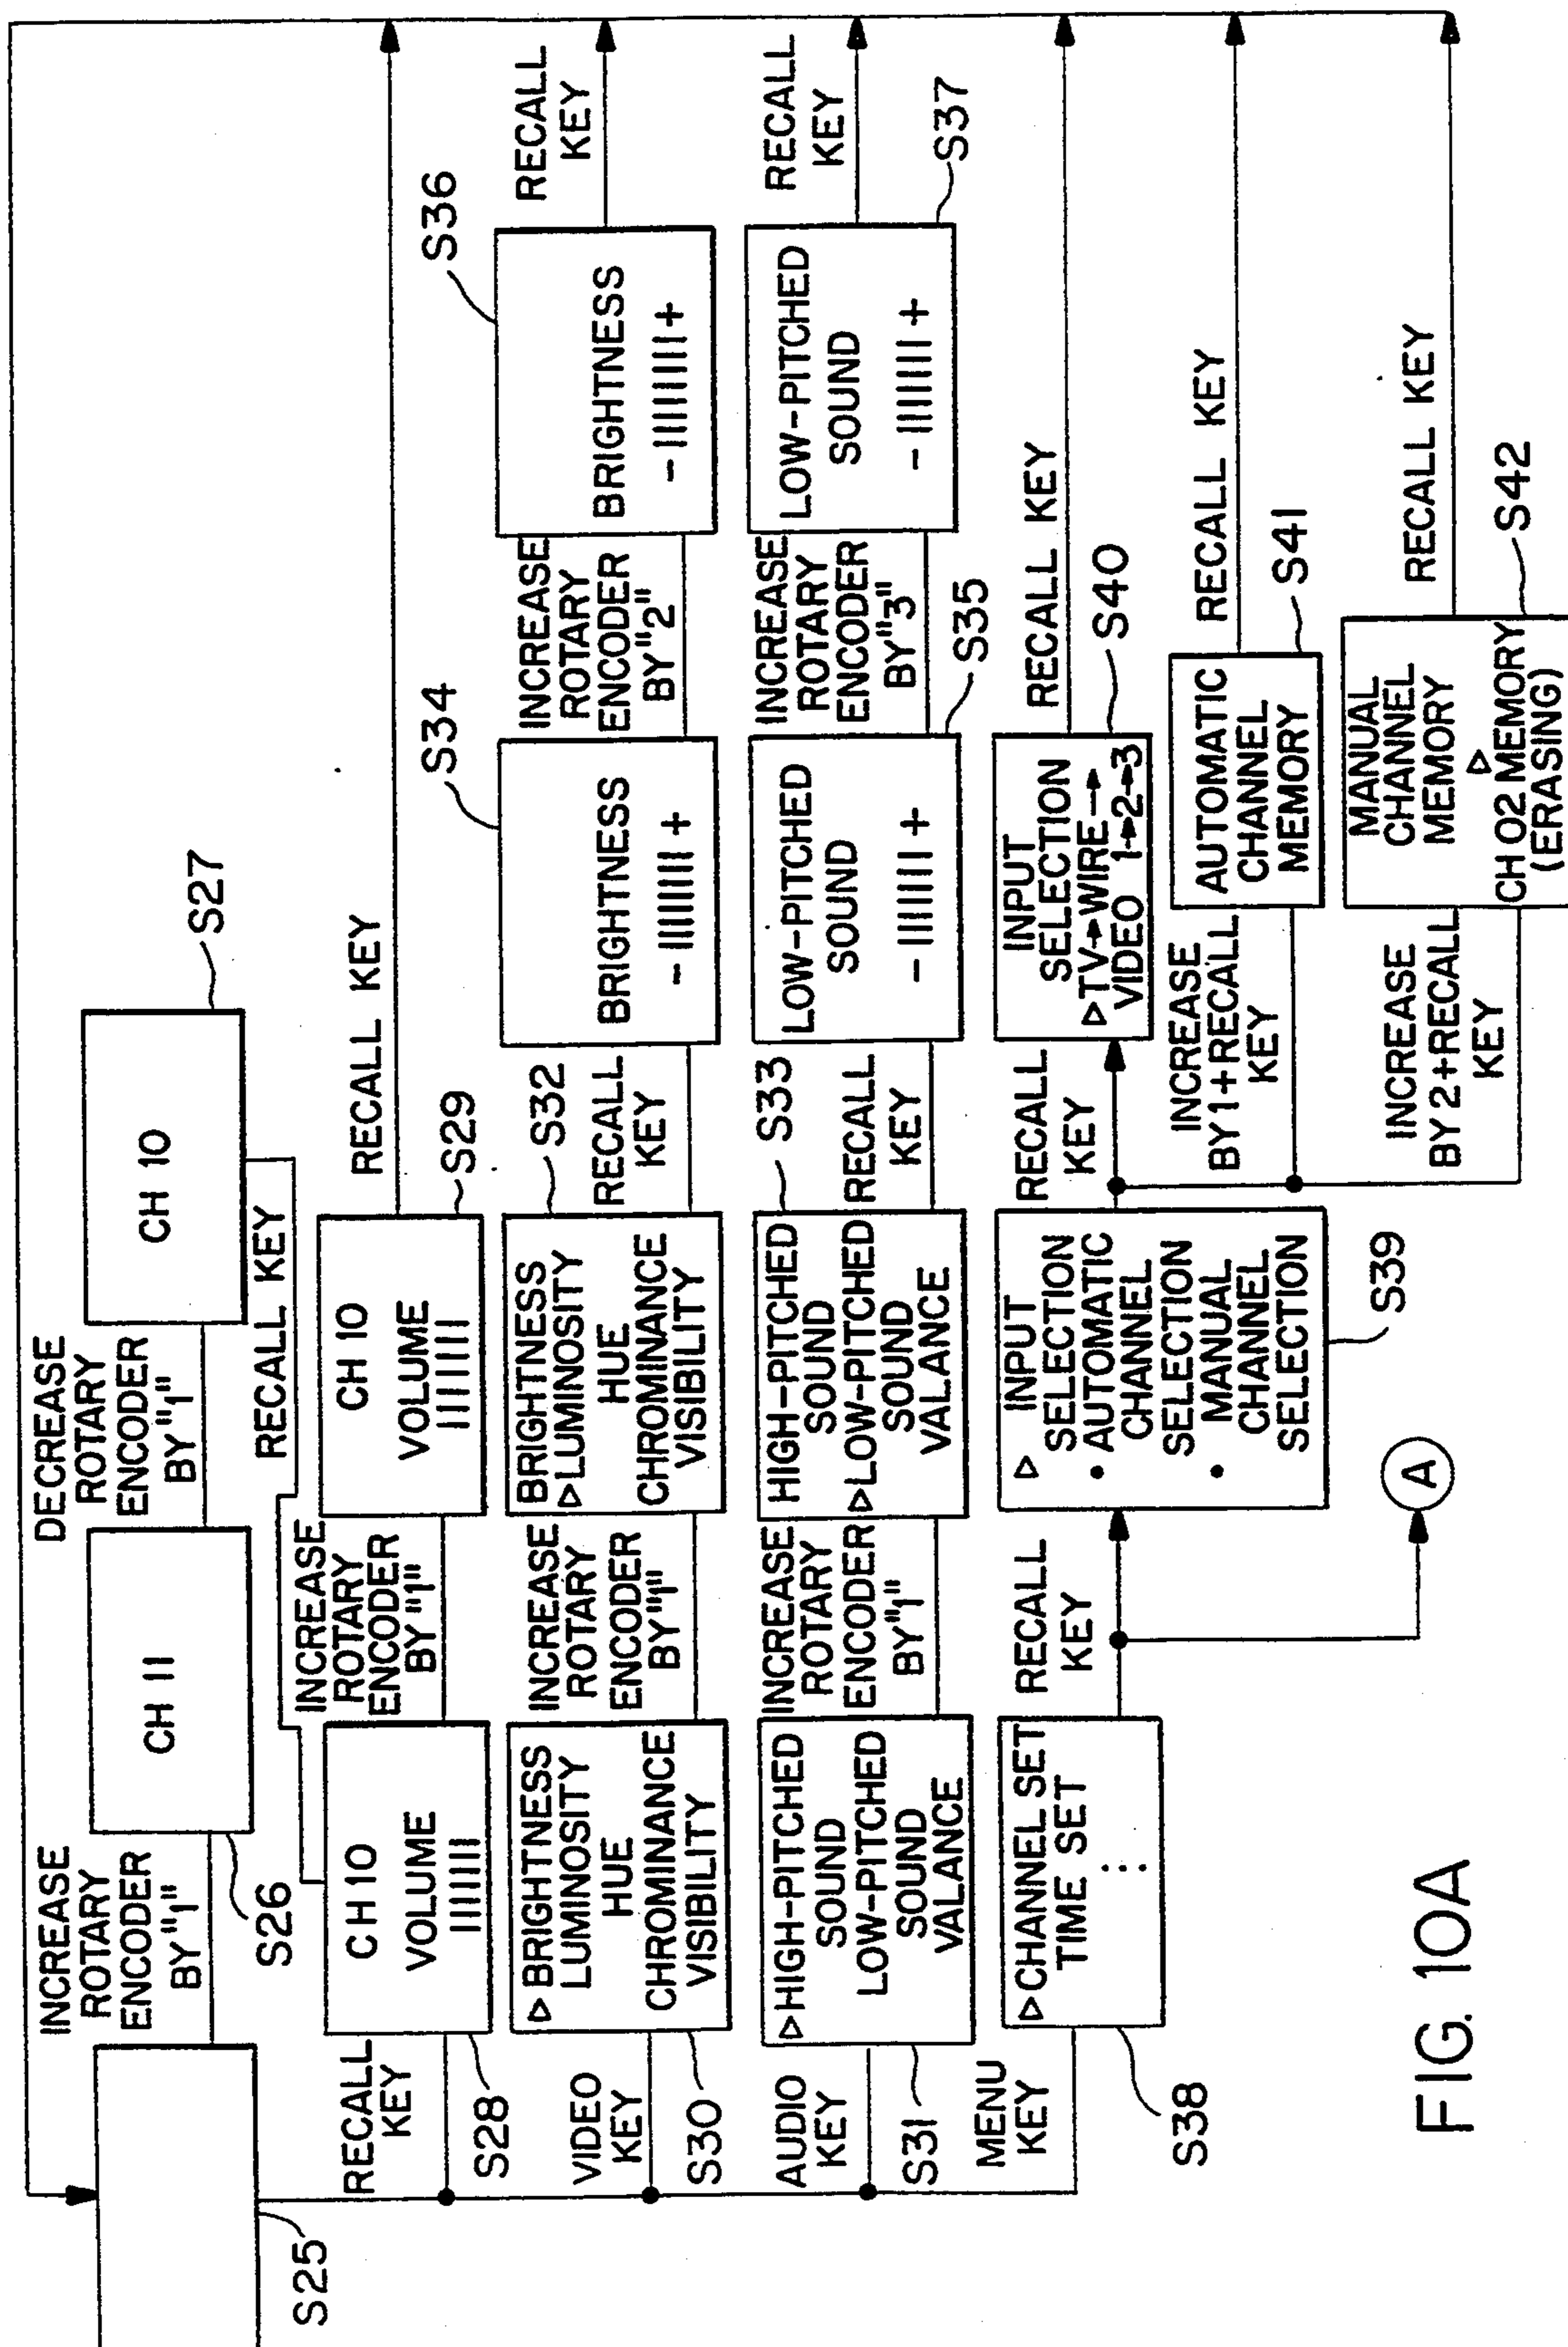 INCREASE
ROTARY
ENCODER
BY"1"
DECREASE
ROTARY
ENCODER
BY"1"
CH 11
CH 10
S25
S26
S27
RECALL KEY
RECALL
KEY
CH 10
VOLUME
S28
INCREASE
ROTARY
ENCODER
BY"1"
CH 10
VOLUME
S29
RECALL KEY
VIDEO
KEY
▷BRIGHTNESS
LUMINOSITY
HUE
CHROMINANCE
VISIBILITY
S30
INCREASE
ROTARY
ENCODER
BY"1"
BRIGHTNESS
▷LUMINOSITY
HUE
CHROMINANCE
VISIBILITY
S32
RECALL
KEY
BRIGHTNESS
- |||||||| +
S34
INCREASE
ROTARY
ENCODER
BY"2"
BRIGHTNESS
- |||||||| +
S36
RECALL
KEY
AUDIO
KEY
▷HIGH-PITCHED
SOUND
LOW-PITCHED
SOUND
VALANCE
S31
INCREASE
ROTARY
ENCODER
BY"1"
HIGH-PITCHED
SOUND
▷LOW-PITCHED
SOUND
VALANCE
S33
RECALL
KEY
LOW-PITCHED
SOUND
- ||||||| +
S35
INCREASE
ROTARY
ENCODER
BY"3"
LOW-PITCHED
SOUND
- |||||||| +
S37
RECALL
KEY
MENU
KEY
▷CHANNEL SET
TIME SET
⋮
S38
RECALL
KEY
A
▷ INPUT
SELECTION
• AUTOMATIC
CHANNEL
SELECTION
• MANUAL
CHANNEL
SELECTION
S39
RECALL
KEY
INPUT
SELECTION
▷TV→WIRE→
VIDEO 1→2→3
S40
RECALL KEY
INCREASE
BY 1+RECALL
KEY
AUTOMATIC
CHANNEL
MEMORY
S41
RECALL KEY
INCREASE
BY 2+RECALL
KEY
MANUAL
CHANNEL
MEMORY
▷
CH 02 MEMORY
(ERASING)
S42
RECALL KEY
FIG. 10A